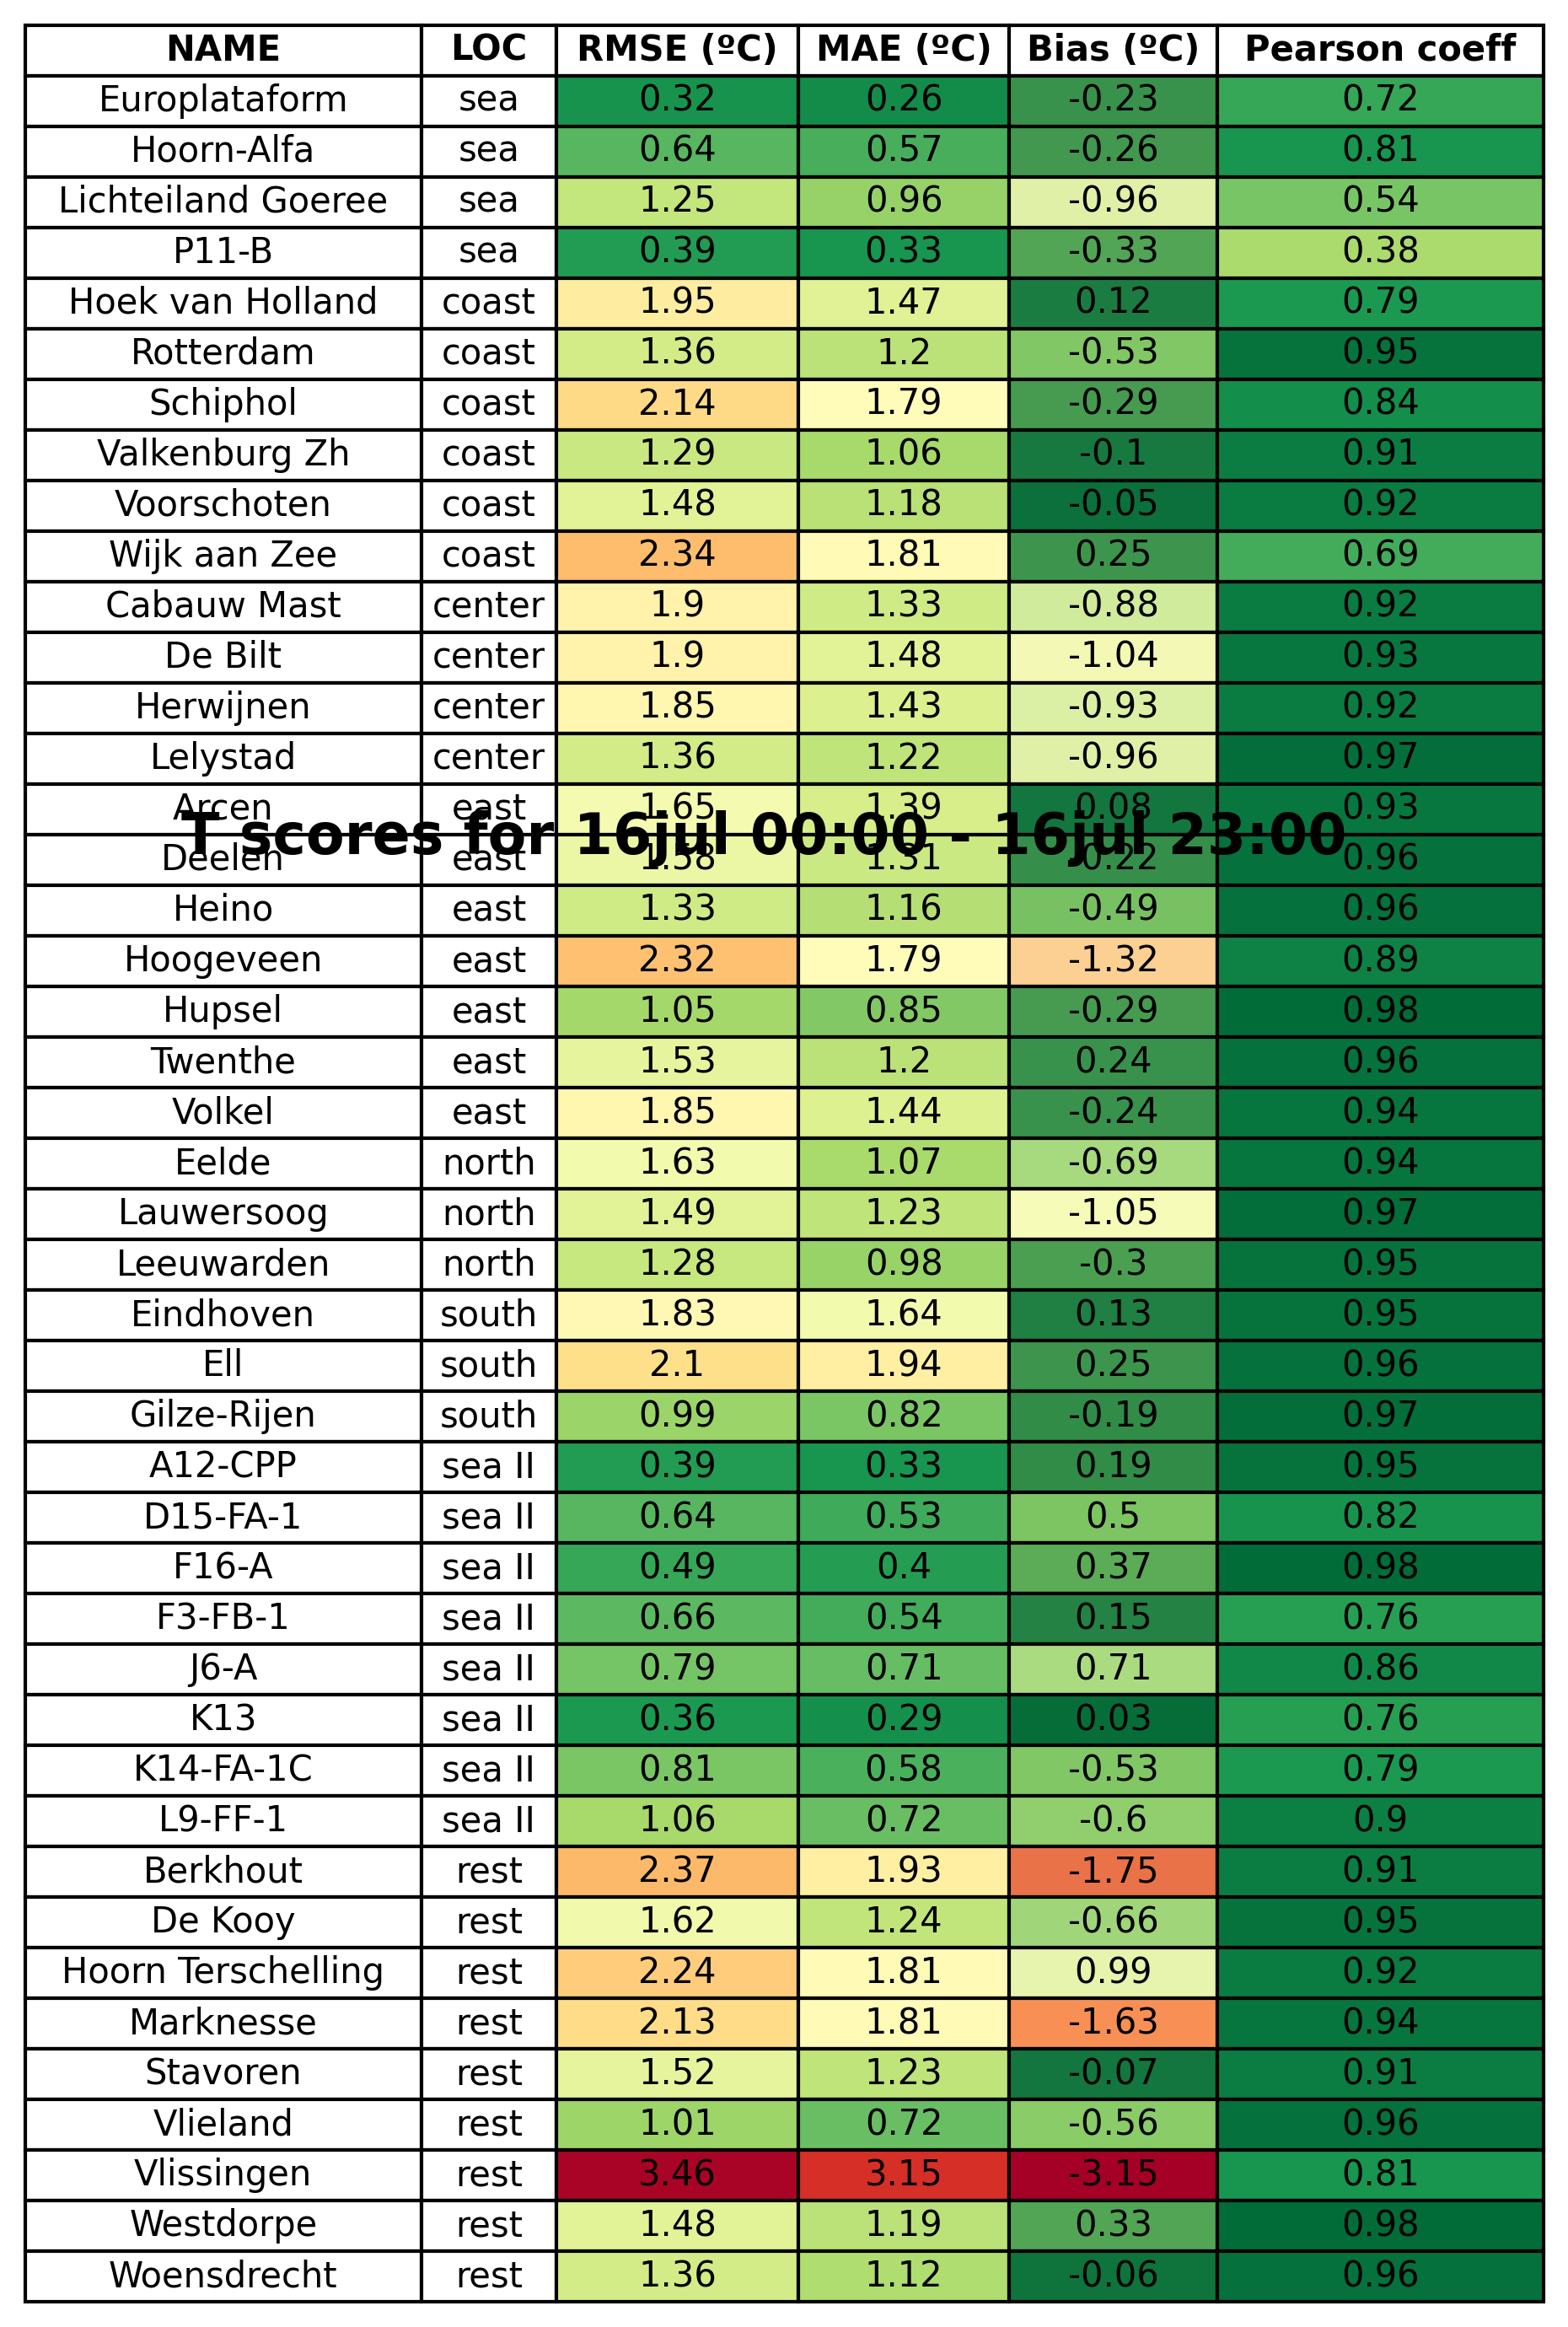 NAME LOC RMSE (ºC) MAE (ºC) Bias (ºC) Pearson coeff
Europlataform sea 0.32 0.26 -0.23 0.72
Hoorn-Alfa sea 0.64 0.57 -0.26 0.81
Lichteiland Goeree sea 1.25 0.96 -0.96 0.54
P11-B sea 0.39 0.33 -0.33 0.38
Hoek van Holland coast 1.95 1.47 0.12 0.79
Rotterdam coast 1.36 1.2 -0.53 0.95
Schiphol coast 2.14 1.79 -0.29 0.84
Valkenburg Zh coast 1.29 1.06 -0.1 0.91
Voorschoten coast 1.48 1.18 -0.05 0.92
Wijk aan Zee coast 2.34 1.81 0.25 0.69
Cabauw Mast center 1.9 1.33 -0.88 0.92
De Bilt center 1.9 1.48 -1.04 0.93
Herwijnen center 1.85 1.43 -0.93 0.92
Lelystad center 1.36 1.22 -0.96 0.97
Arcen east 1.65 1.39 0.08 0.93
T scores for 16jul 00:00 - 16jul 23:00
Deelen east 1.58 1.31 0.96
Heino east 1.33 1.16 -0.49 0.96
Hoogeveen east 2.32 1.79 -1.32 0.89
Hupsel east 1.05 0.85 -0.29 0.98
Twenthe east 1.53 1.2 0.24 0.96
Volkel east 1.85 1.44 -0.24 0.94
Eelde north 1.63 1.07 -0.69 0.94
Lauwersoog north 1.49 1.23 -1.05 0.97
Leeuwarden north 1.28 0.98 -0.3 0.95
Eindhoven south 1.83 1.64 0.13 0.95
Ell south 2.1 1.94 0.25 0.96
Gilze-Rijen south 0.99 0.82 -0.19 0.97
A12-CPP sea II 0.39 0.33 0.19 0.95
D15-FA-1 sea II 0.64 0.53 0.5 0.82
F16-A sea II 0.49 0.4 0.37 0.98
F3-FB-1 sea II 0.66 0.54 0.15 0.76
J6-A sea II 0.79 0.71 0.71 0.86
K13 sea II 0.36 0.29 0.03 0.76
K14-FA-1C sea II 0.81 0.58 -0.53 0.79
L9-FF-1 sea II 1.06 0.72 -0.6 0.9
Berkhout rest 2.37 1.93 -1.75 0.91
De Kooy rest 1.62 1.24 -0.66 0.95
Hoorn Terschelling rest 2.24 1.81 0.99 0.92
Marknesse rest 2.13 1.81 -1.63 0.94
Stavoren rest 1.52 1.23 -0.07 0.91
Vlieland rest 1.01 0.72 -0.56 0.96
Vlissingen rest 3.46 3.15 -3.15 0.81
Westdorpe rest 1.48 1.19 0.33 0.98
Woensdrecht rest 1.36 1.12 -0.06 0.96